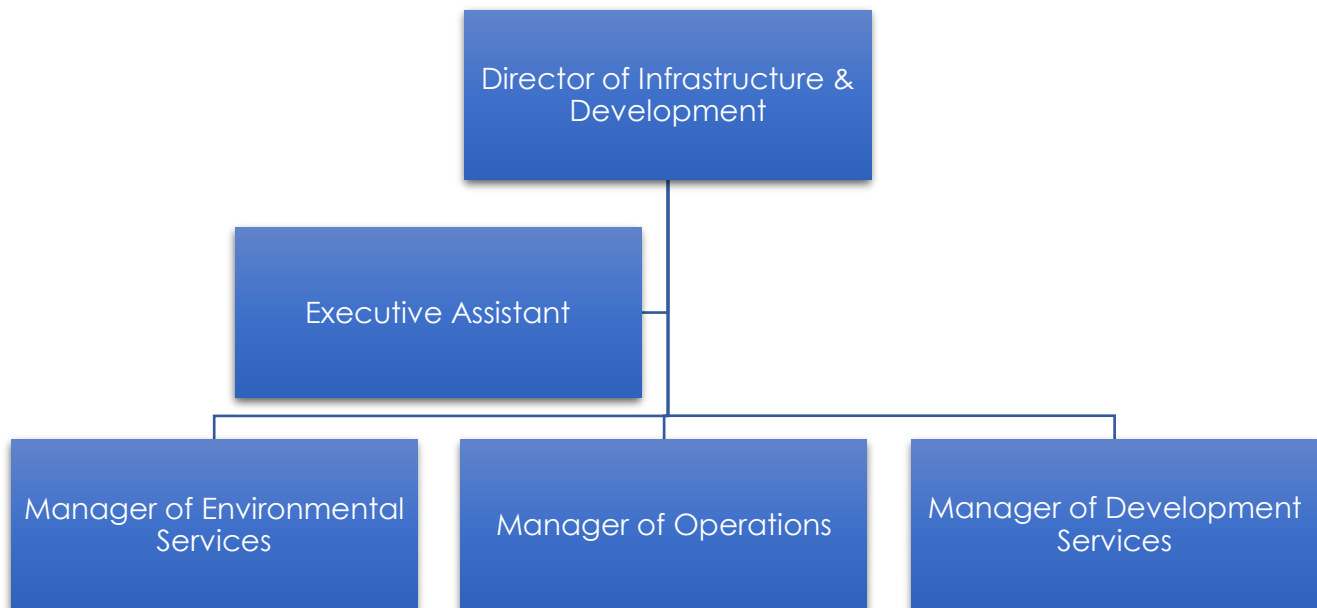 Director of Infrastructure &
Development
Executive Assistant
Manager of Environmental
Services
Manager of Operations
Manager of Development
Services